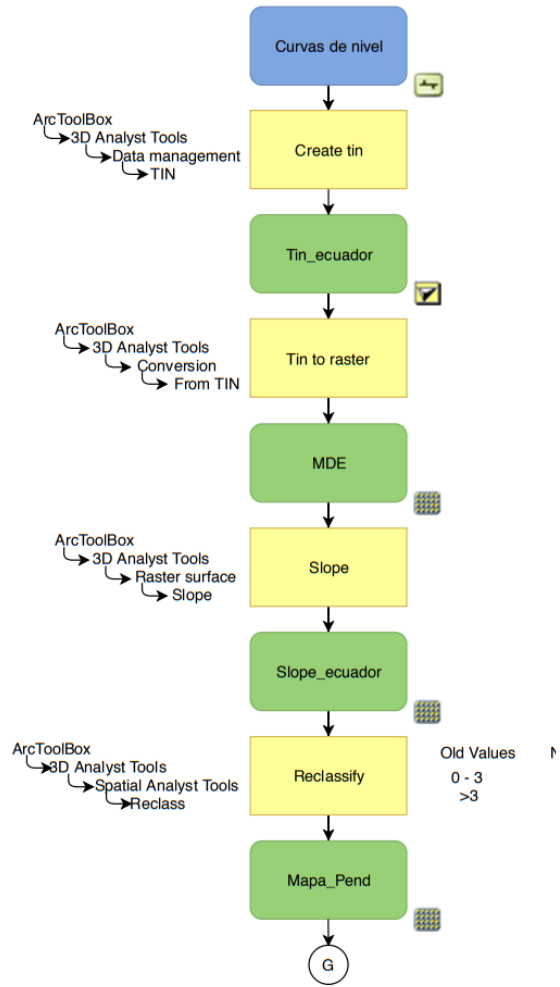 Curvas de nivel
ArcToolBox
3D Analyst Tools
Data management
TIN
Create tin
Tin_ecuador
ArcToolBox
3D Analyst Tools
Conversion
From TIN
Tin to raster
MDE
ArcToolBox
3D Analyst Tools
Raster surface
Slope
Slope
Slope_ecuador
ArcToolBox
3D Analyst Tools
Spatial Analyst Tools
Reclass
Reclassify
Old Values
0 - 3
>3
Mapa_Pend
G